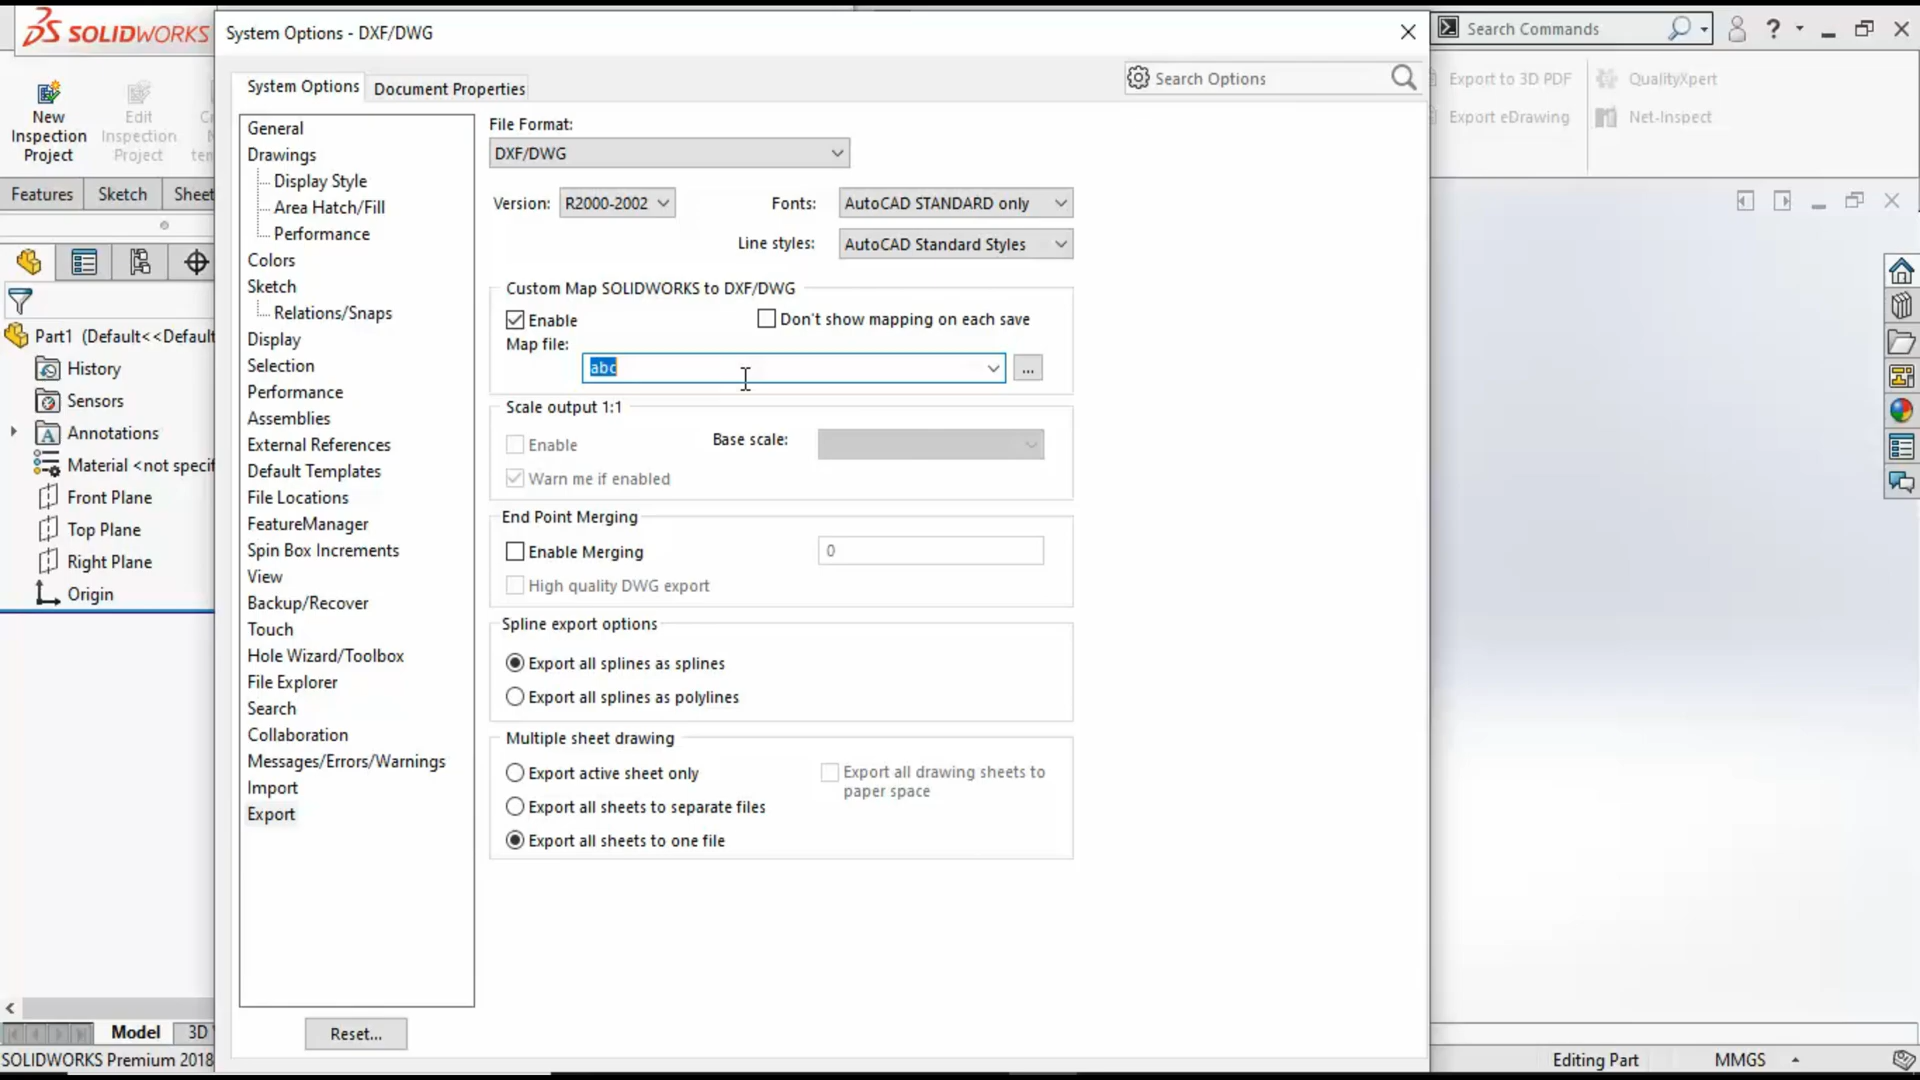 SOLIDWORKS
System Options - DXF/DWG
Search Commands
?
System Options
Document Properties
Search Options
Export to 3D PDF
QualityXpert
Export eDrawing
Net-Inspect
New
Inspection
Project
Edit
Inspection
Project
Features
Sketch
Sheet
Part1 (Default<<Default
History
Sensors
Annotations
Material <not specif
Front Plane
Top Plane
Right Plane
Origin
General
Drawings
Display Style
Area Hatch/Fill
Performance
Colors
Sketch
Relations/Snaps
Display
Selection
Performance
Assemblies
External References
Default Templates
File Locations
FeatureManager
Spin Box Increments
View
Backup/Recover
Touch
Hole Wizard/Toolbox
File Explorer
Search
Collaboration
Messages/Errors/Warnings
Import
Export
Reset...
File Format:
DXF/DWG
Version: R2000-2002
Fonts: AutoCAD STANDARD only
Line styles: AutoCAD Standard Styles
Custom Map SOLIDWORKS to DXF/DWG
Enable
Don't show mapping on each save
Map file:
abc
...
Scale output 1:1
Enable
Base scale:
Warn me if enabled
End Point Merging
Enable Merging
0
High quality DWG export
Spline export options
Export all splines as splines
Export all splines as polylines
Multiple sheet drawing
Export active sheet only
Export all drawing sheets to
paper space
Export all sheets to separate files
Export all sheets to one file
Model
3D
SOLIDWORKS Premium 2018
Editing Part
MMGS